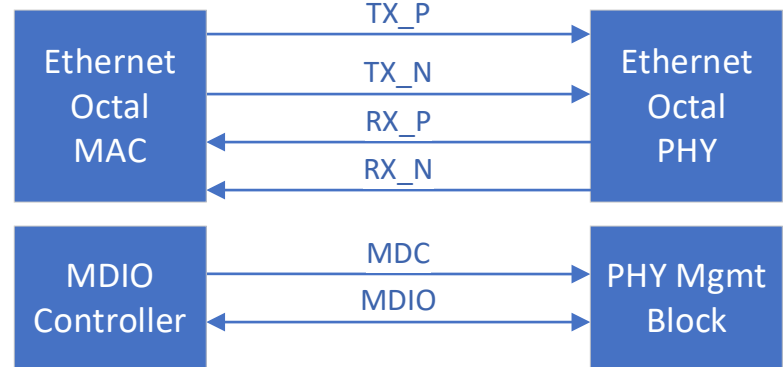 Ethernet
Octal
MAC
TX_P
TX_N
RX_P
RX_N
Ethernet
Octal
PHY
MDIO
Controller
MDC
MDIO
PHY Mgmt
Block